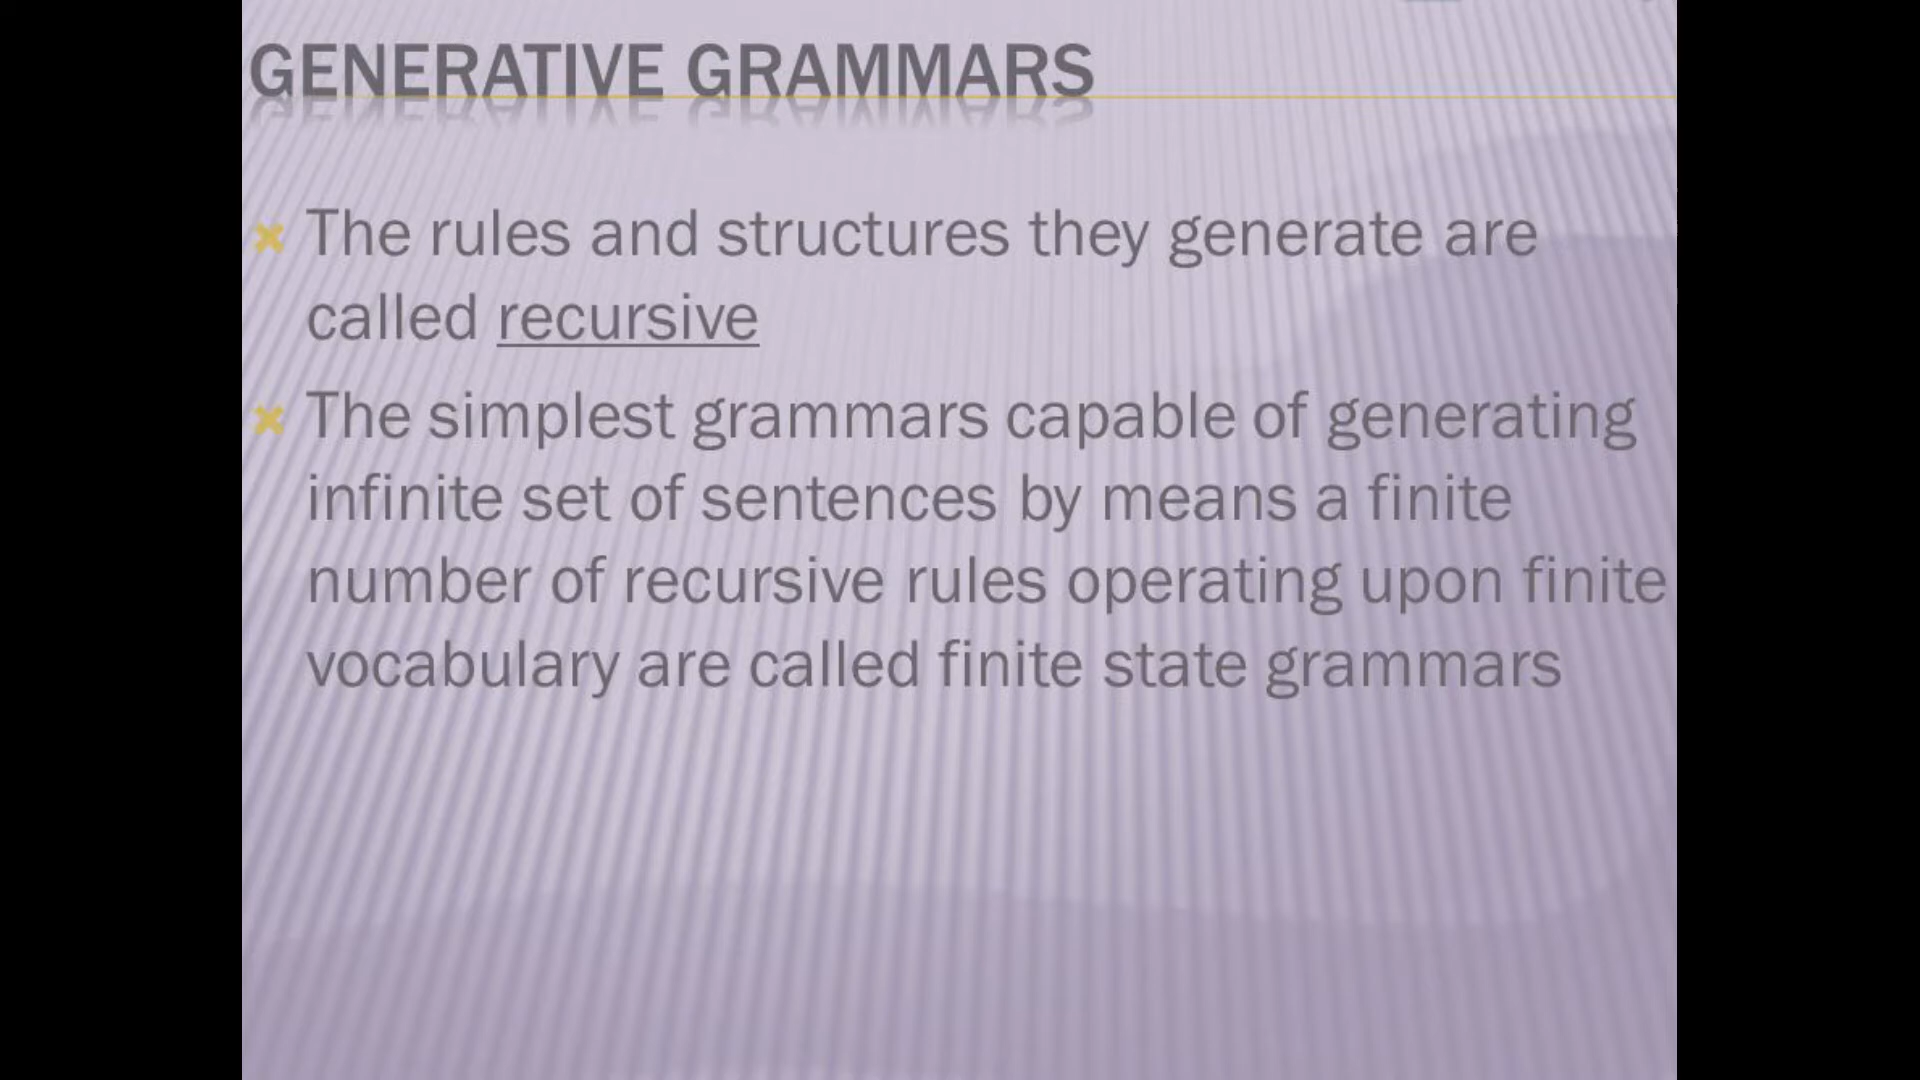 GENERATIVE GRAMMARS
The rules and structures they generate are
called recursive
The simplest grammars capable of generating
infinite set of sentences by means a finite
number of recursive rules operating upon finite
vocabulary are called finite state grammars